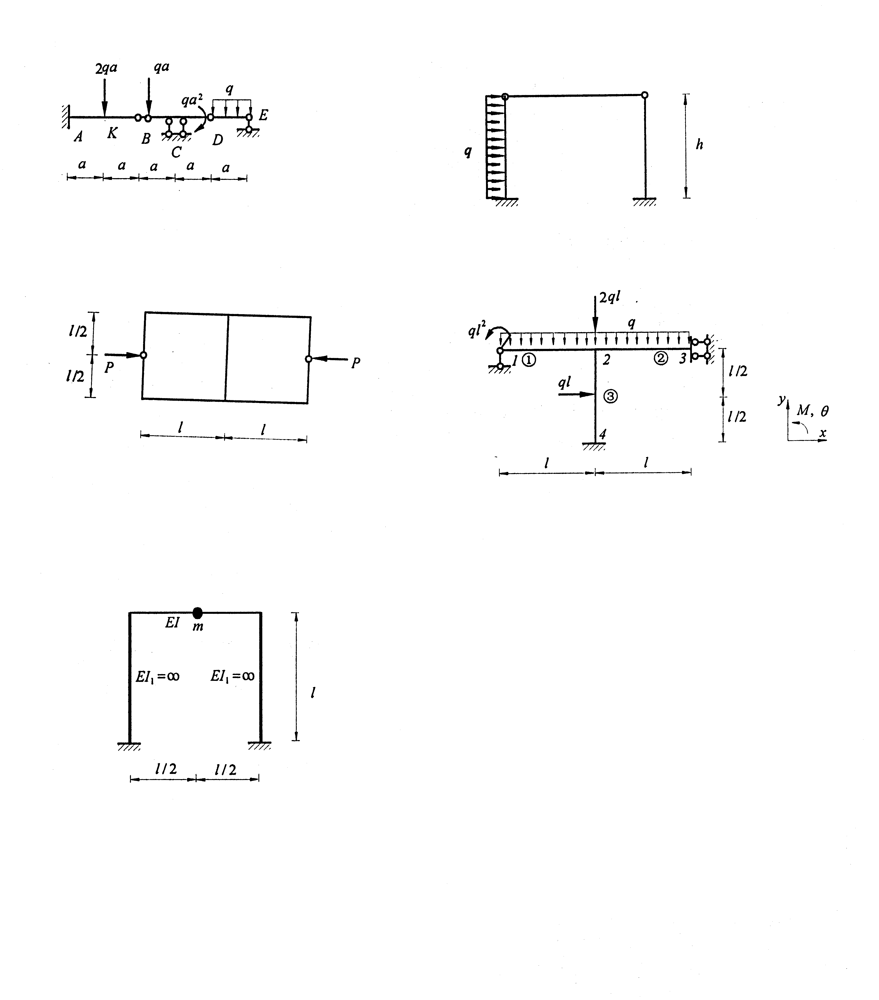 2qa
qa
q
qa²
E
A
K
B
D
C
a
a
a
a
a
q
h
l/2
P
l/2
P
l
l
2ql
ql²
q
1
①
2
②
3
l/2
ql
③
l/2
4
y
M, θ
x
l
l
EI
m
EI₁=∞
EI₁=∞
l
l/2
l/2